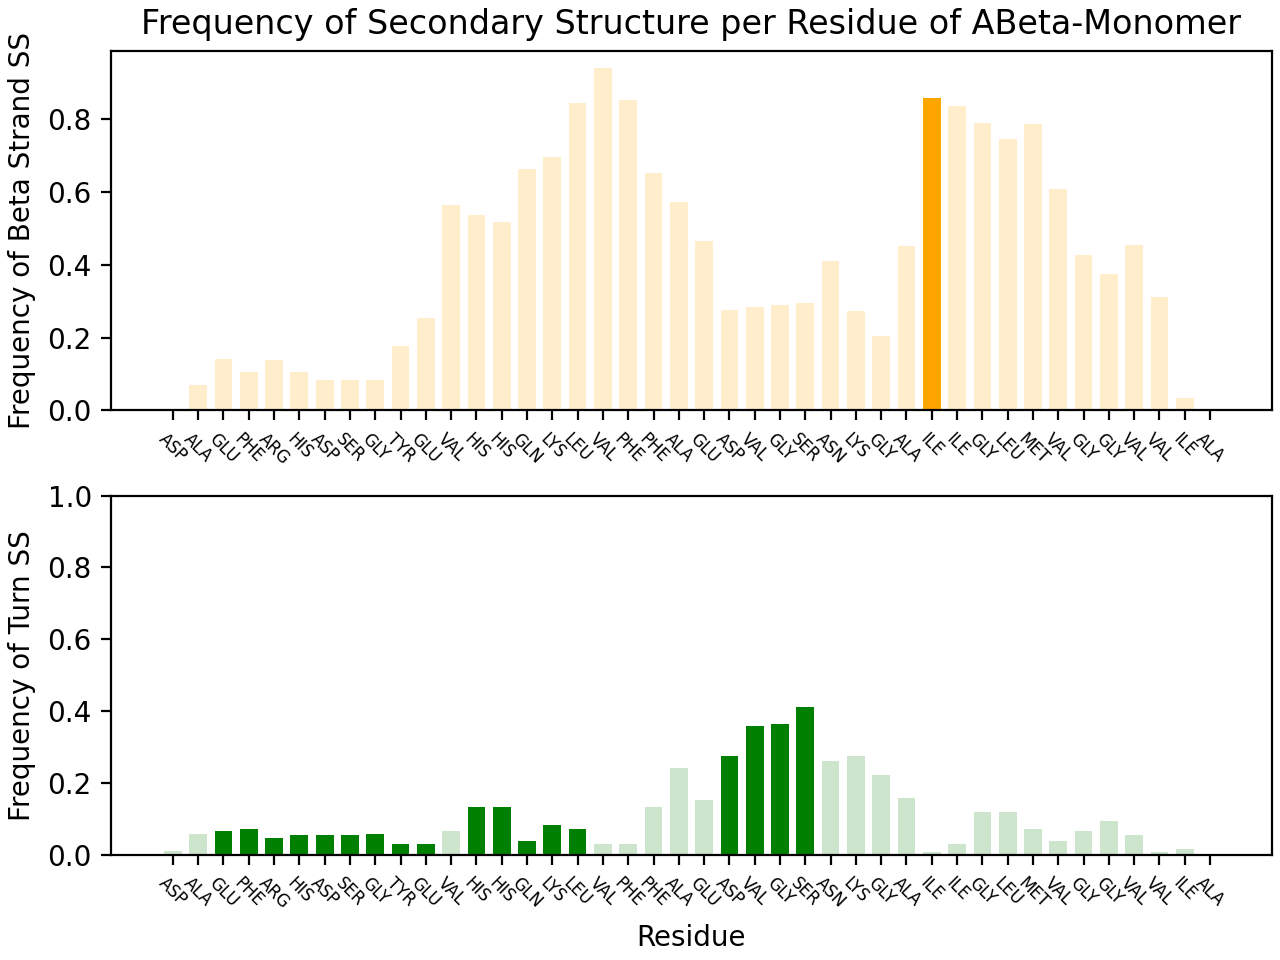 Frequency of Secondary Structure per Residue of ABeta-Monomer
Frequency of Beta Strand SS
0.8
0.6
0.4
0.2
0.0
ASP ALA GLU PHE ARG HIS ASP SER GLY TYR GLU VAL HIS HIS GLN LYS LEU VAL PHE PHE ALA GLU ASP VAL GLY SER ASN LYS GLY ALA ILE ILE GLY LEU MET VAL GLY GLY VAL VAL ILE ALA
Frequency of Turn SS
1.0
0.8
0.6
0.4
0.2
0.0
ASP ALA GLU PHE ARG HIS ASP SER GLY TYR GLU VAL HIS HIS GLN LYS LEU VAL PHE PHE ALA GLU ASP VAL GLY SER ASN LYS GLY ALA ILE ILE GLY LEU MET VAL GLY GLY VAL VAL ILE ALA
Residue